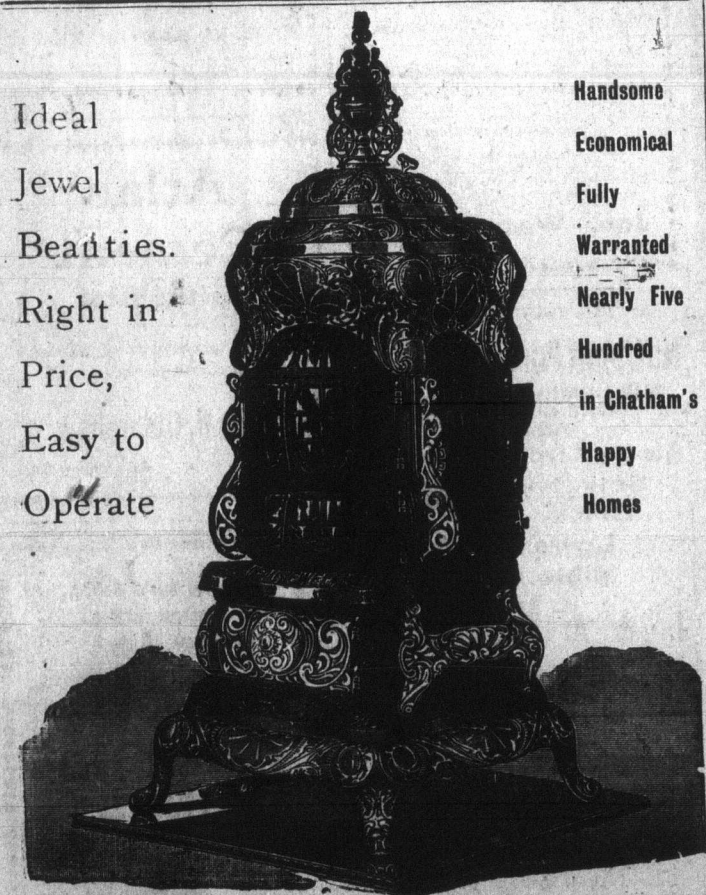 Ideal
Jewel
Beauties.
Right in
Price,
Easy to
Operate
Handsome
Economical
Fully
Warranted
Nearly Five
Hundred
in Chatham's
Happy
Homes